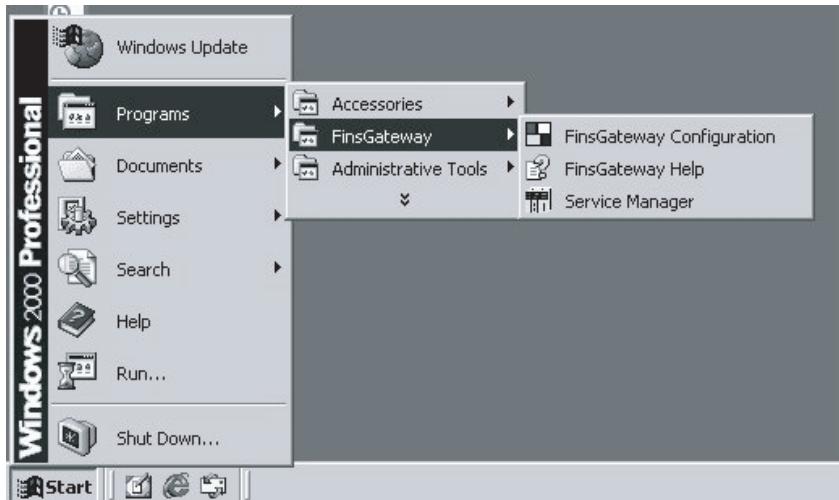 Windows 2000 Professional
Windows Update
Programs
Documents
Settings
Search
Help
Run...
Shut Down...
Accessories
FinsGateway
Administrative Tools
FinsGateway Configuration
FinsGateway Help
Service Manager
Start